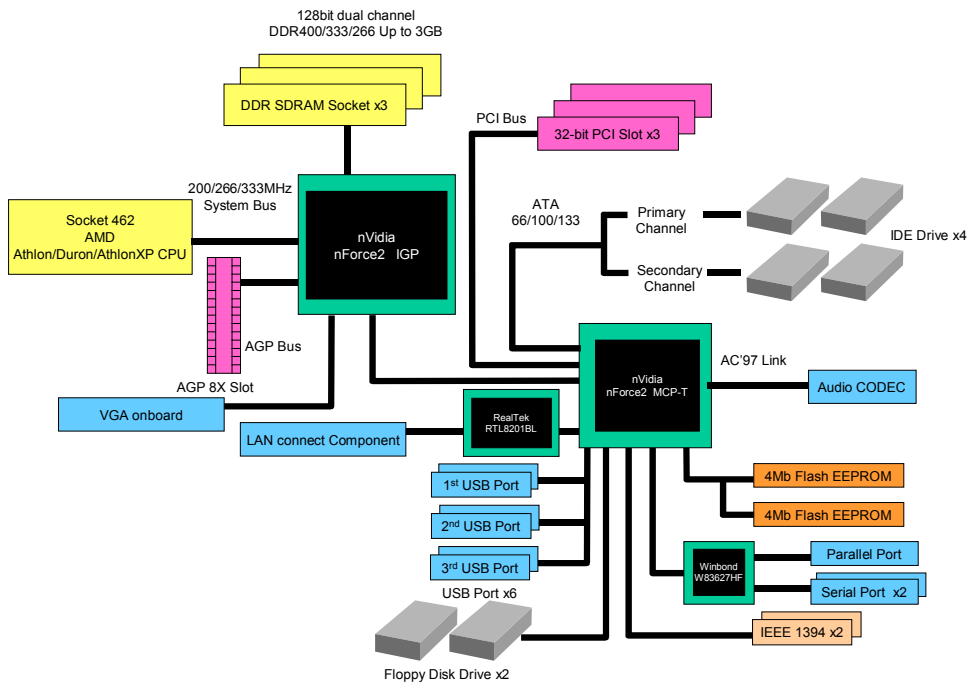 128bit dual channel
DDR400/333/266 Up to 3GB
DDR SDRAM Socket x3
PCI Bus
32-bit PCI Slot x3
200/266/333MHz
System Bus
Socket 462
AMD
Athlon/Duron/AthlonXP CPU
nVidia
nForce2 IGP
ATA
66/100/133
Primary
Channel
IDE Drive x4
Secondary
Channel
AGP Bus
AGP 8X Slot
VGA onboard
nVidia
nForce2 MCP-T
AC'97 Link
Audio CODEC
RealTek
RTL8201BL
LAN connect Component
1st USB Port
2nd USB Port
3rd USB Port
USB Port x6
4Mb Flash EEPROM
4Mb Flash EEPROM
Winbond
W83627HF
Parallel Port
Serial Port x2
IEEE 1394 x2
Floppy Disk Drive x2